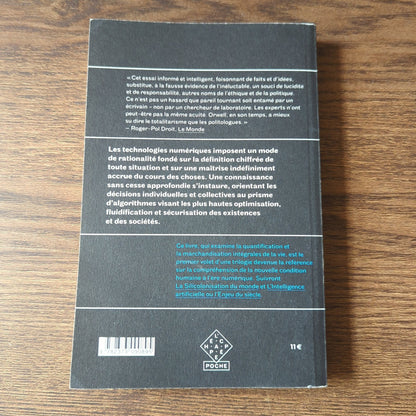 « Cet essai informé et intelligent, foisonnant de faits et d'idées,
substitue, à la fausse évidence de l'inéluctable, un souci de lucidité
et de responsabilité, autres noms de l'éthique et de la politique.
Ce n'est pas un hasard que pareil tournant soit entamé par un
écrivain – non par un chercheur de laboratoire. Les experts n'ont
peut-être pas la même acuité. Orwell, en son temps, a mieux
su dire le totalitarisme que les politologues. »
– Roger-Pol Droit, Le Monde
Les technologies numériques imposent un mode
de rationalité fondé sur la définition chiffrée de
toute situation et sur une maîtrise indéfiniment
accrue du cours des choses. Une connaissance
sans cesse approfondie s'instaure, orientant les
décisions individuelles et collectives au prisme
d'algorithmes visant les plus hautes optimisation,
fluidification et sécurisation des existences
et des sociétés.
Ce livre, qui examine la quantification et
la marchandisation intégrales de la vie, est le
premier volet d'une trilogie devenue la référence
sur la compréhension de la nouvelle condition
humaine à l'ère numérique. Suivront
La Silicolonisation du monde et L'Intelligence
artificielle ou l'Enjeu du siècle.
L'É
CH
AP
PÉE
POCHE
11 €